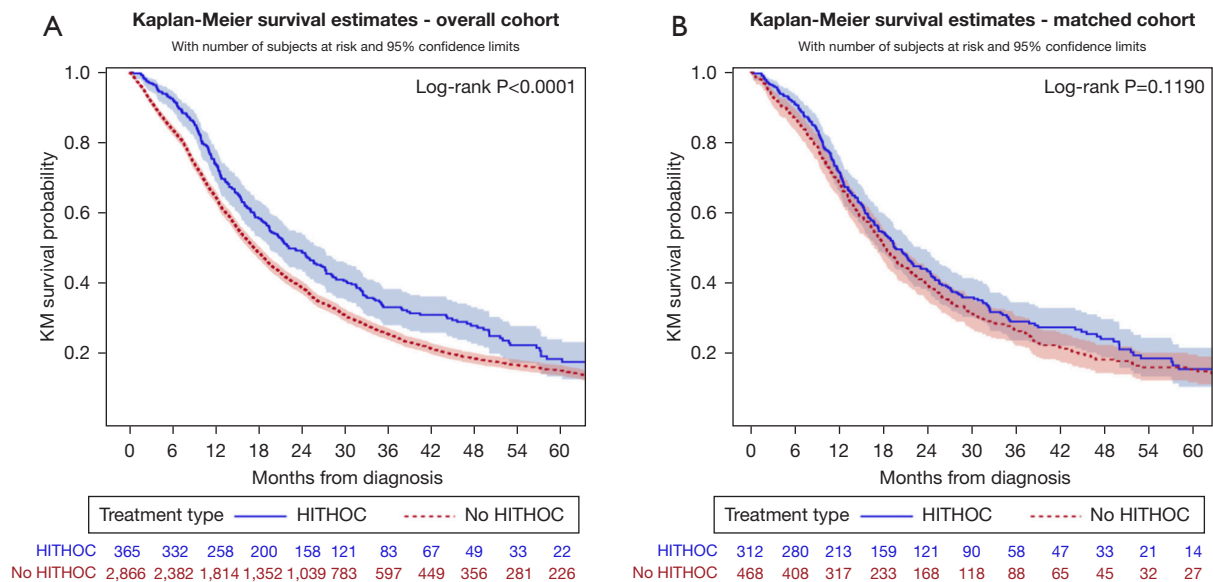 A
Kaplan-Meier survival estimates - overall cohort
With number of subjects at risk and 95% confidence limits
Log-rank P<0.0001
KM survival probability
1.0
0.8
0.6
0.4
0.2
0 6 12 18 24 30 36 42 48 54 60
Months from diagnosis
Treatment type HITHOC No HITHOC
HITHOC 365 332 258 200 158 121 83 67 49 33 22
No HITHOC 2,866 2,382 1,814 1,352 1,039 783 597 449 356 281 226
B
Kaplan-Meier survival estimates - matched cohort
With number of subjects at risk and 95% confidence limits
Log-rank P=0.1190
KM survival probability
1.0
0.8
0.6
0.4
0.2
0 6 12 18 24 30 36 42 48 54 60
Months from diagnosis
Treatment type HITHOC No HITHOC
HITHOC 312 280 213 159 121 90 58 47 33 21 14
No HITHOC 468 408 317 233 168 118 88 65 45 32 27